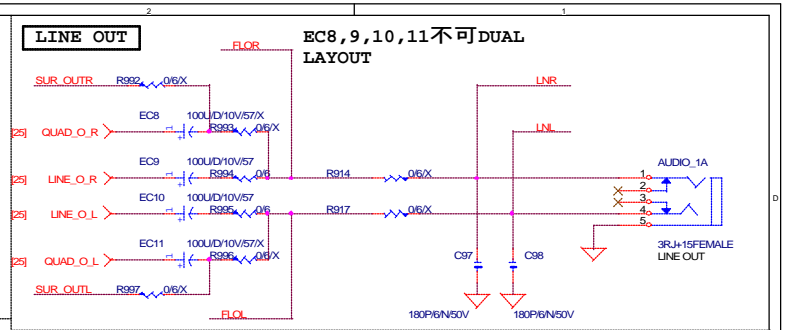 2
1
LINE OUT
EC8,9,10,11不可DUAL
LAYOUT
FLOR
SUR_OUTR
R992
0/6/X
LNR
EC8
100U/D/10V/57/X
R993
0/6/X
[25]
QUAD_O_R
1
LNL
EC9
100U/D/10V/57
R994
0/6
[25]
LINE_O_R
1
R914
0/6/X
AUDIO_1A
1
2
3
4
5
EC10
100U/D/10V/57
R995
0/6
[25]
LINE_O_L
1
R917
0/6/X
D
EC11
100U/D/10V/57/X
R996
0/6/X
[25]
QUAD_O_L
1
C97
C98
3RJ+15FEMALE
LINE OUT
SUR_OUTL
R997
0/6/X
FLOL
180P/6/N/50V
180P/6/N/50V